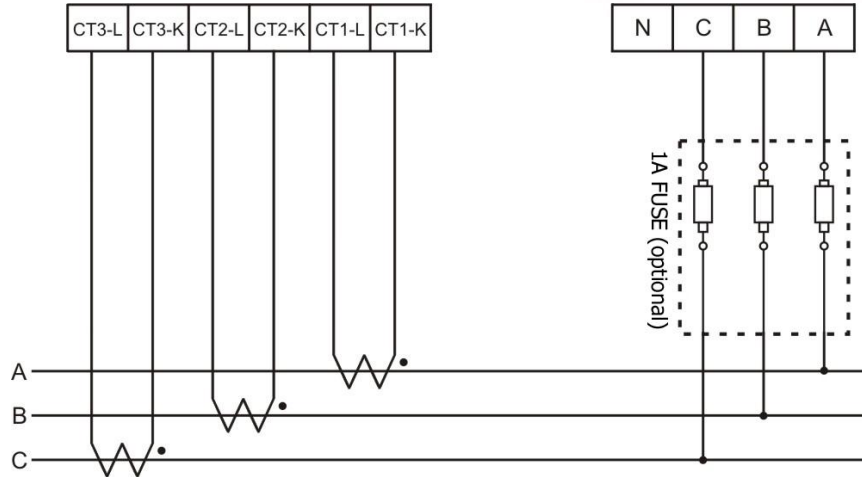 CT3-L CT3-K CT2-L CT2-K CT1-L CT1-K
N C B A
1A FUSE (optional)
A
B
C